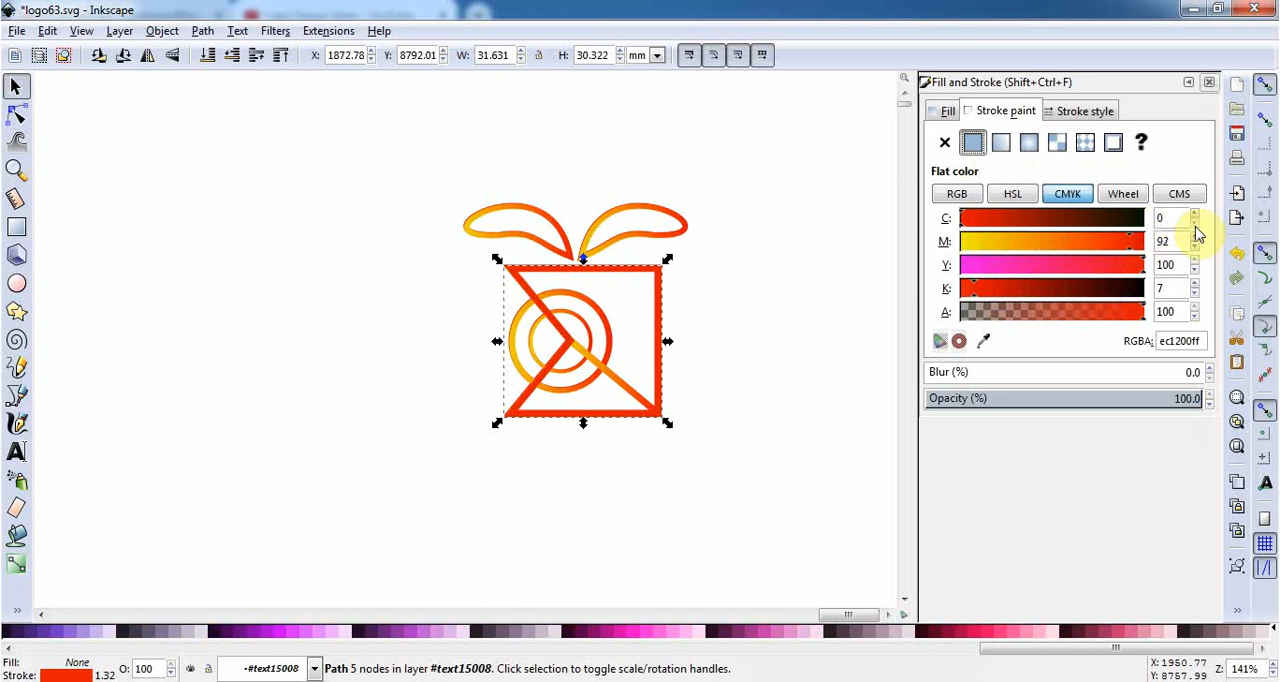 *logo63.svg - Inkscape
File Edit View Layer Object Path Text Filters Extensions Help
X: 1872.78 Y: 8792.01 W: 31.631 H: 30.322 mm
Fill and Stroke (Shift+Ctrl+F)
Fill Stroke paint Stroke style
?
Flat color
RGB HSL CMYK Wheel CMS
C: 0
M: 92
Y: 100
K: 7
A: 100
RGBA: ec1200ff
Blur (%) 0.0
Opacity (%) 100.0
Fill: None O: 100 -#text15008 Path 5 nodes in layer #text15008. Click selection to toggle scale/rotation handles. X: 1950.77 Z: 141%
Stroke: 1.32 Y: 8757.99